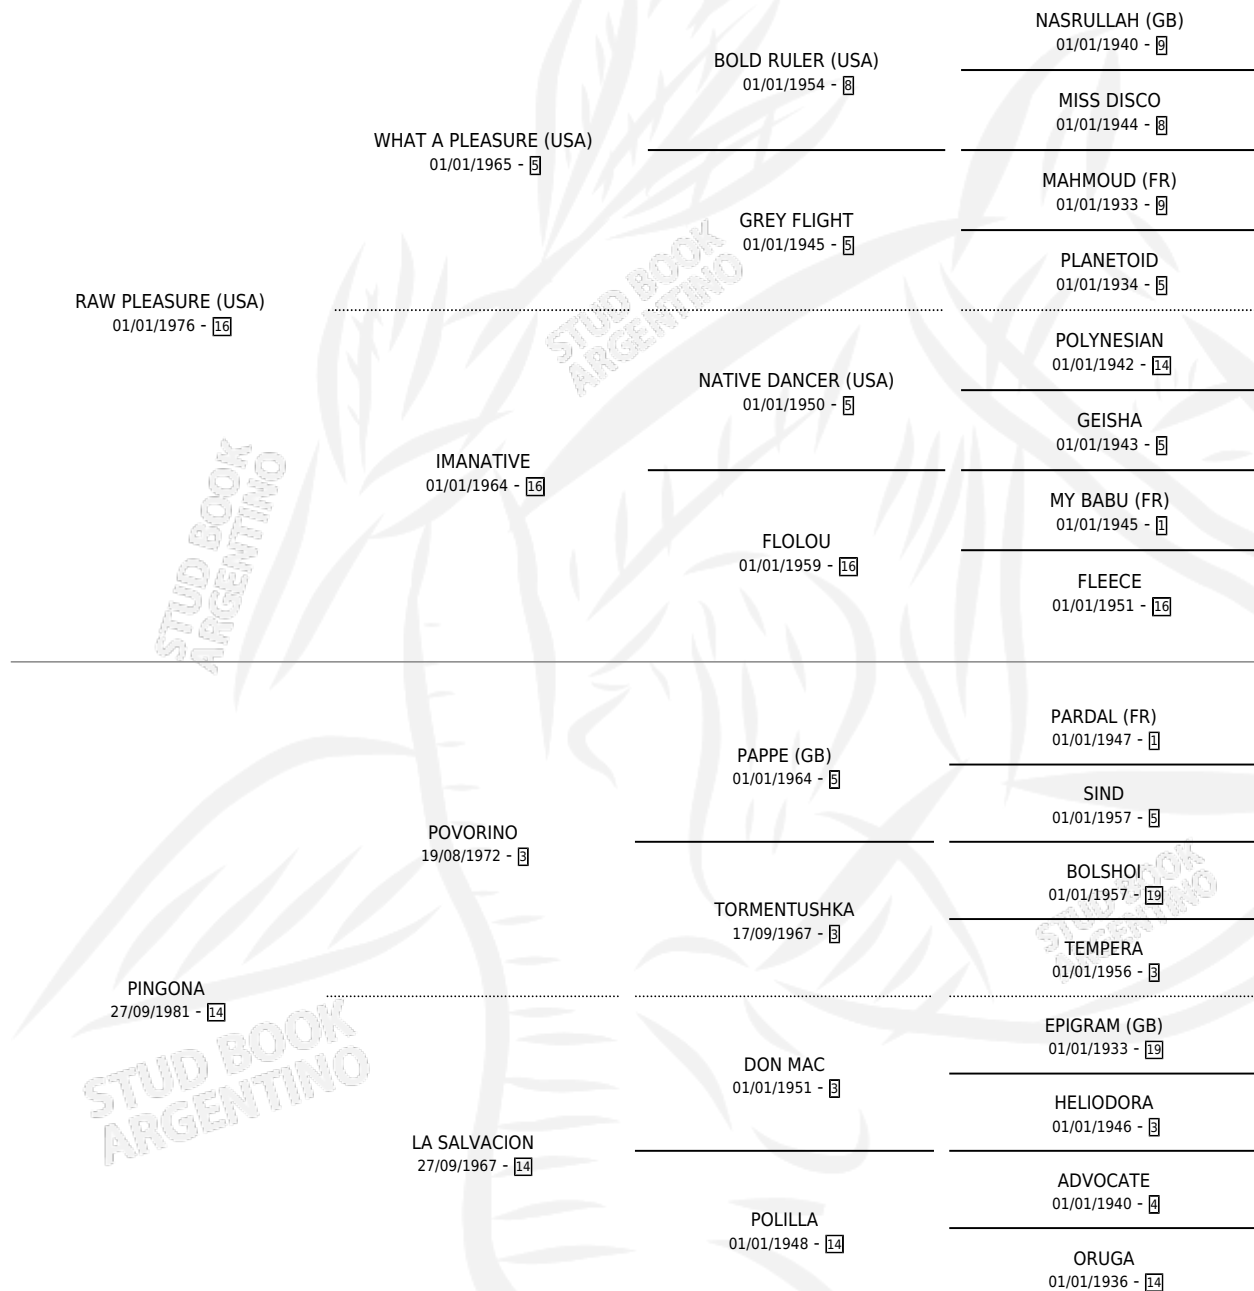 NASRULLAH (GB)
01/01/1940 - 9
BOLD RULER (USA)
01/01/1954 - 8
MISS DISCO
01/01/1944 - 8
WHAT A PLEASURE (USA)
01/01/1965 - 5
MAHMOUD (FR)
01/01/1933 - 9
GREY FLIGHT
01/01/1945 - 5
PLANETOID
01/01/1934 - 5
RAW PLEASURE (USA)
01/01/1976 - 16
POLYNESIAN
01/01/1942 - 14
NATIVE DANCER (USA)
01/01/1950 - 5
GEISHA
01/01/1943 - 5
IMANATIVE
01/01/1964 - 16
MY BABU (FR)
01/01/1945 - 1
FLOLOU
01/01/1959 - 16
FLEECE
01/01/1951 - 16
PARDAL (FR)
01/01/1947 - 1
PAPPE (GB)
01/01/1964 - 5
SIND
01/01/1957 - 5
POVORINO
19/08/1972 - 3
BOLSHOI
01/01/1957 - 19
TORMENTUSHKA
17/09/1967 - 3
TEMPERA
01/01/1956 - 3
PINGONA
27/09/1981 - 14
EPIGRAM (GB)
01/01/1933 - 19
DON MAC
01/01/1951 - 3
HELIODORA
01/01/1946 - 3
LA SALVACION
27/09/1967 - 14
ADVOCATE
01/01/1940 - 4
POLILLA
01/01/1948 - 14
ORUGA
01/01/1936 - 14
STUD BOOK
ARGENTINO
STUD BOOK
ARGENTINO
STUD BOOK
ARGENTINO
STUD BOOK
ARGENTINO